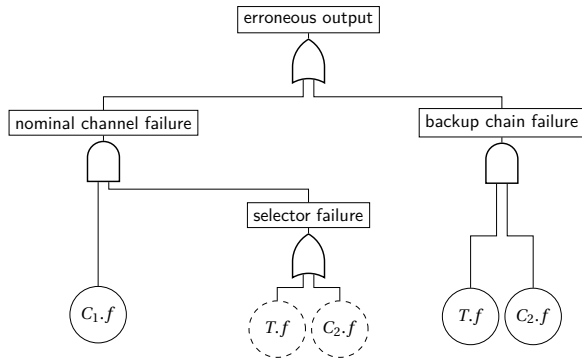 erroneous output
nominal channel failure
backup chain failure
selector failure
C₁.f
T.f
C₂.f
T.f
C₂.f